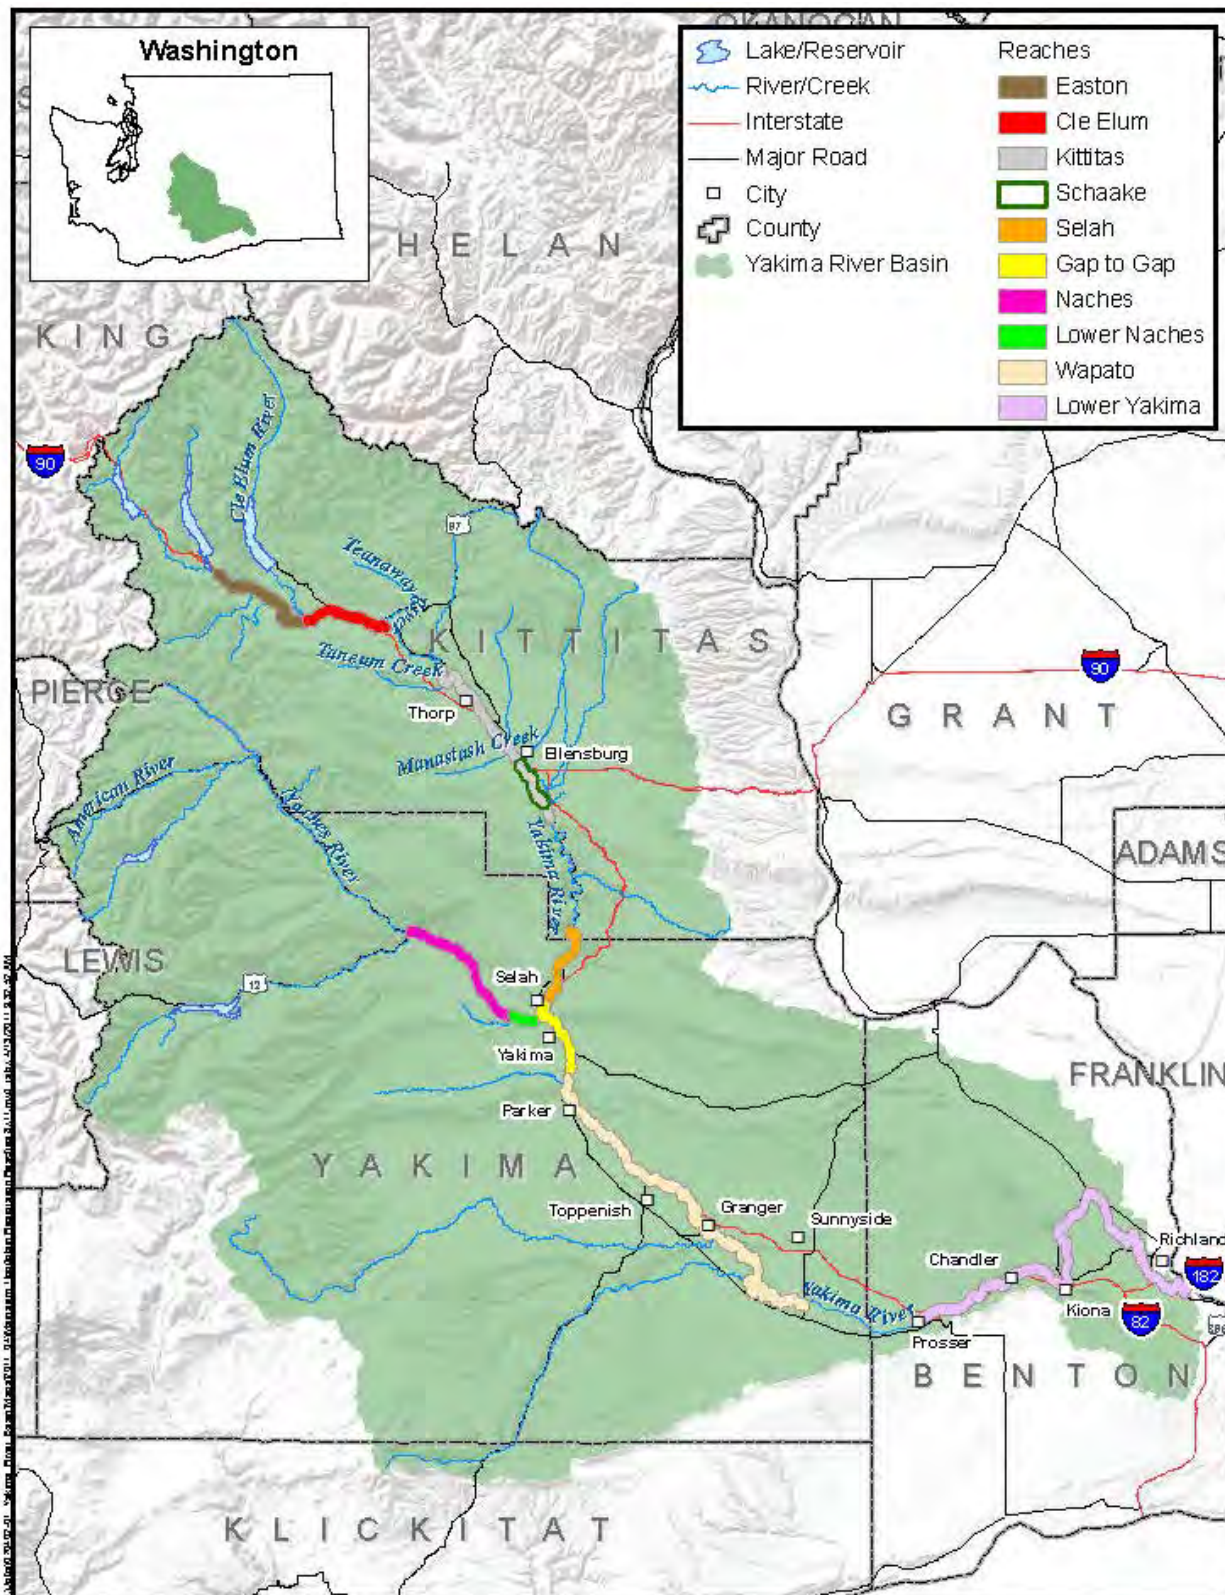 OKANOGAN
Washington
Lake/Reservoir
River/Creek
Interstate
Major Road
City
County
Yakima River Basin
Reaches
Easton
Cle Elum
Kittitas
Schaake
Selah
Gap to Gap
Naches
Lower Naches
Wapato
Lower Yakima
HELAN
KING
90
Cle Elum River
97
Teanaway
KITTITAS
Taneum Creek
90
PIERCE
Thorp
GRANT
Manastash Creek
Ellensburg
American River
Naches River
Yakima River
ADAMS
LEWIS
Selah
12
Yakima
FRANKLIN
Parker
YAKIMA
Toppenish
Granger
Sunnyside
Richland
Chandler
182
Yakima River
Kiona
82
Prosser
BENTON
KLICKITAT